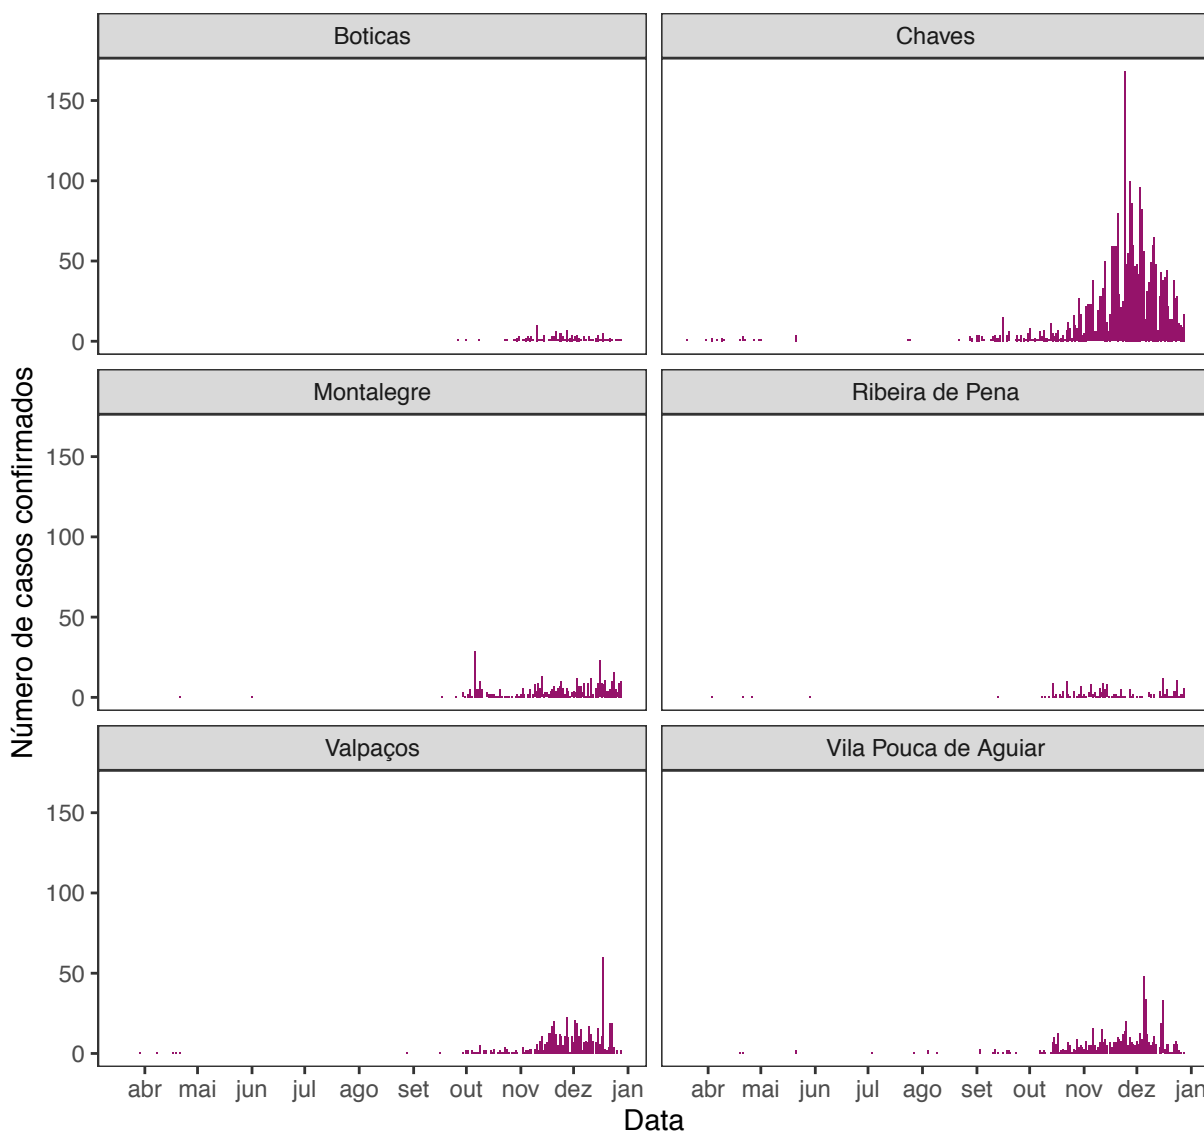 Boticas
Chaves
150
100
50
0
Montalegre
Ribeira de Pena
150
100
50
0
Número de casos confirmados
Valpaços
Vila Pouca de Aguiar
150
100
50
0
abr mai jun jul ago set out nov dez jan
abr mai jun jul ago set out nov dez jan
Data